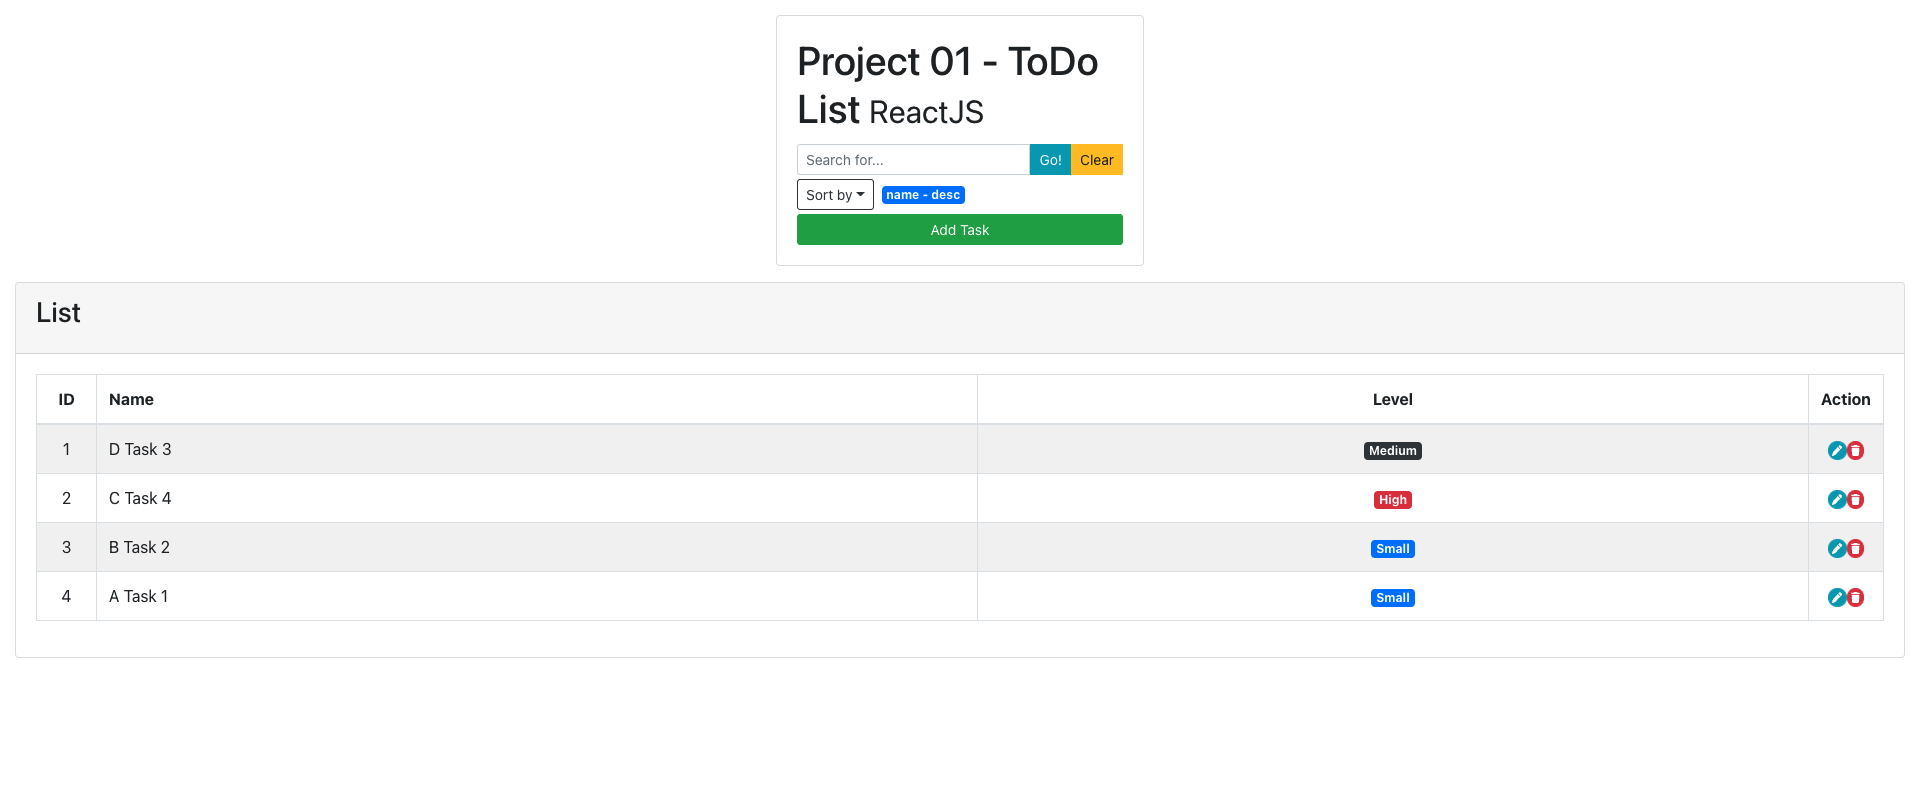 Project 01 - ToDo
List ReactJS
Search for... Go! Clear
Sort by name - desc
Add Task
List
ID Name Level Action
1 D Task 3 Medium
2 C Task 4 High
3 B Task 2 Small
4 A Task 1 Small